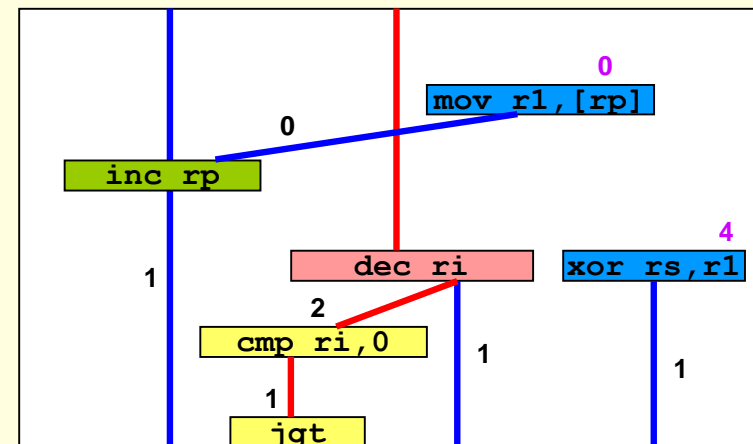 0
mov r1,[rp]
0
inc rp
4
dec ri
xor rs,r1
1
2
cmp ri,0
1
1
1
jgt